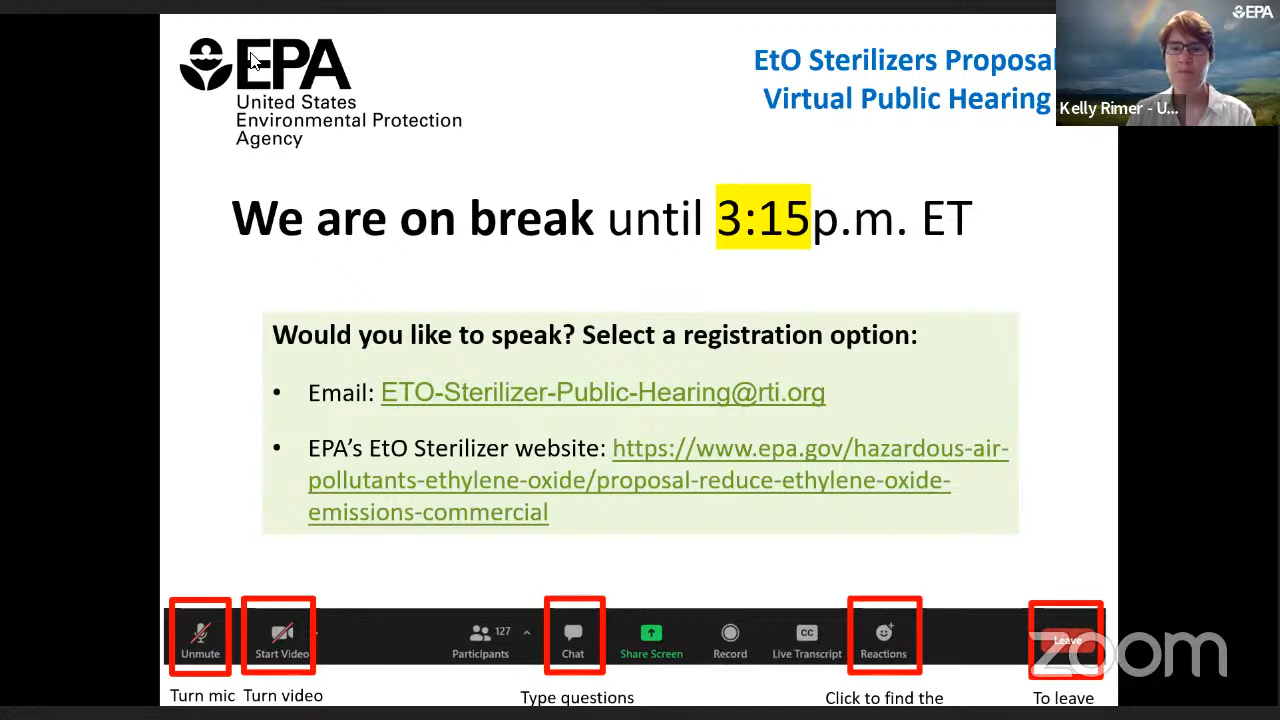 EPA
United States
Environmental Protection
Agency
EtO Sterilizers Proposal
Virtual Public Hearing
EPA
Kelly Rimer - U...
We are on break until 3:15p.m. ET
Would you like to speak? Select a registration option:
• Email: ETO-Sterilizer-Public-Hearing@rti.org
• EPA's EtO Sterilizer website: https://www.epa.gov/hazardous-air-
pollutants-ethylene-oxide/proposal-reduce-ethylene-oxide-
emissions-commercial
127
CC
Unmute Start Video Participants Chat Share Screen Record Live Transcript Reactions Leave
zoom
Turn mic Turn video Type questions Click to find the To leave